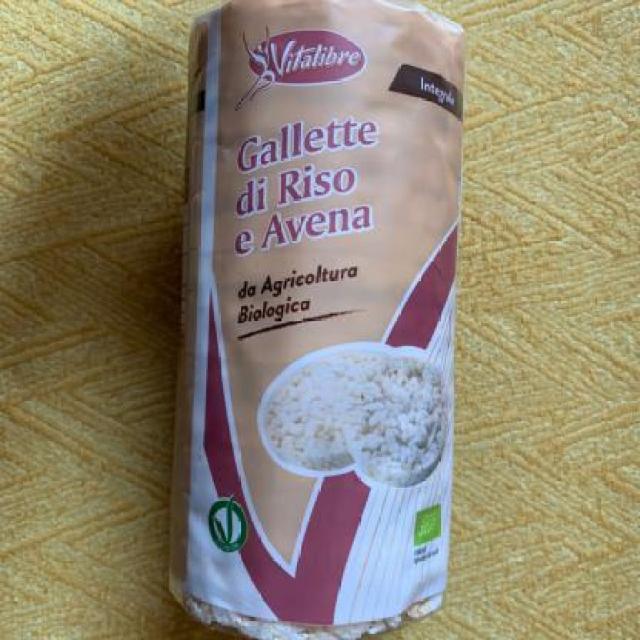 Vitalibre
Integrale
Gallette
di Riso
e Avena
da Agricoltura
Biologica